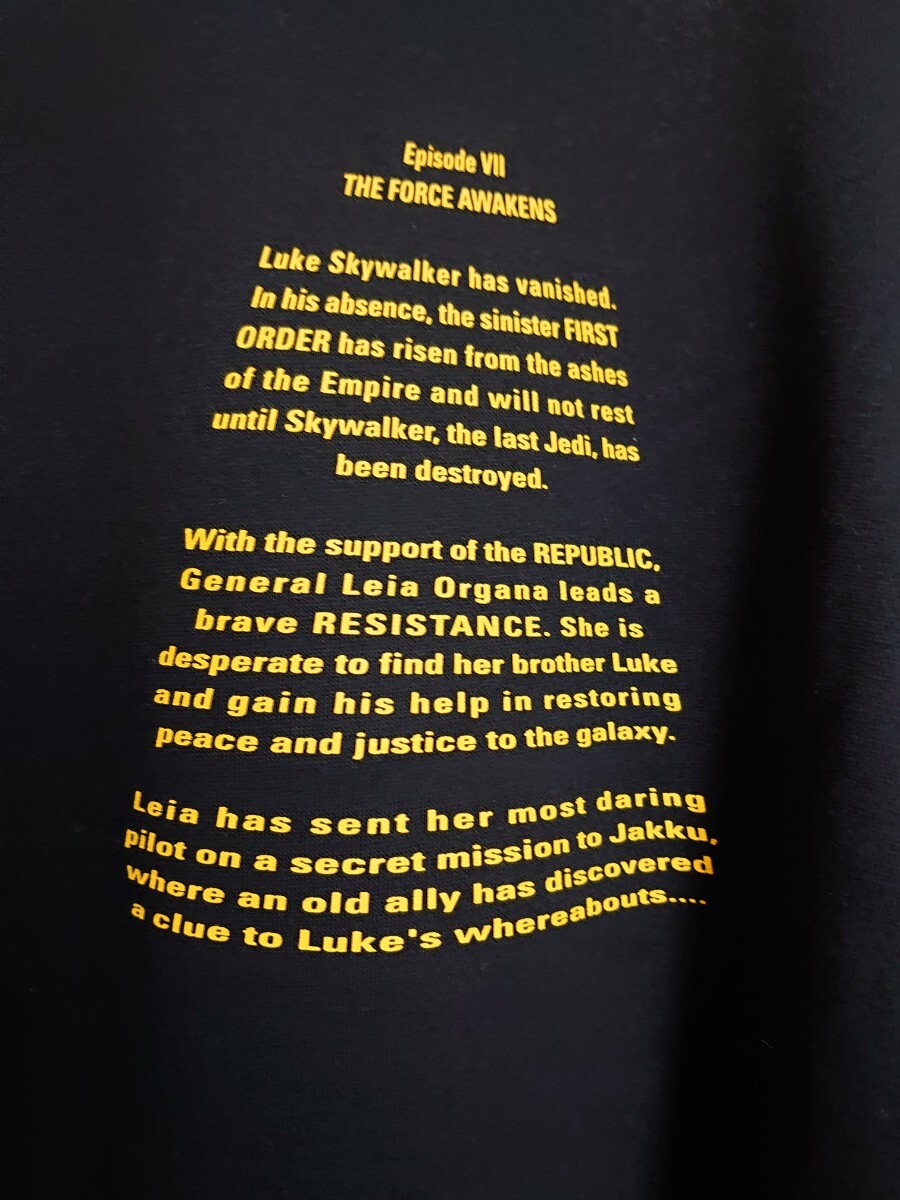 Episode VII
THE FORCE AWAKENS
Luke Skywalker has vanished.
In his absence, the sinister FIRST
ORDER has risen from the ashes
of the Empire and will not rest
until Skywalker, the last Jedi, has
been destroyed.
With the support of the REPUBLIC,
General Leia Organa leads a
brave RESISTANCE. She is
desperate to find her brother Luke
and gain his help in restoring
peace and justice to the galaxy.
Leia has sent her most daring
pilot on a secret mission to Jakku,
where an old ally has discovered
a clue to Luke's whereabouts....